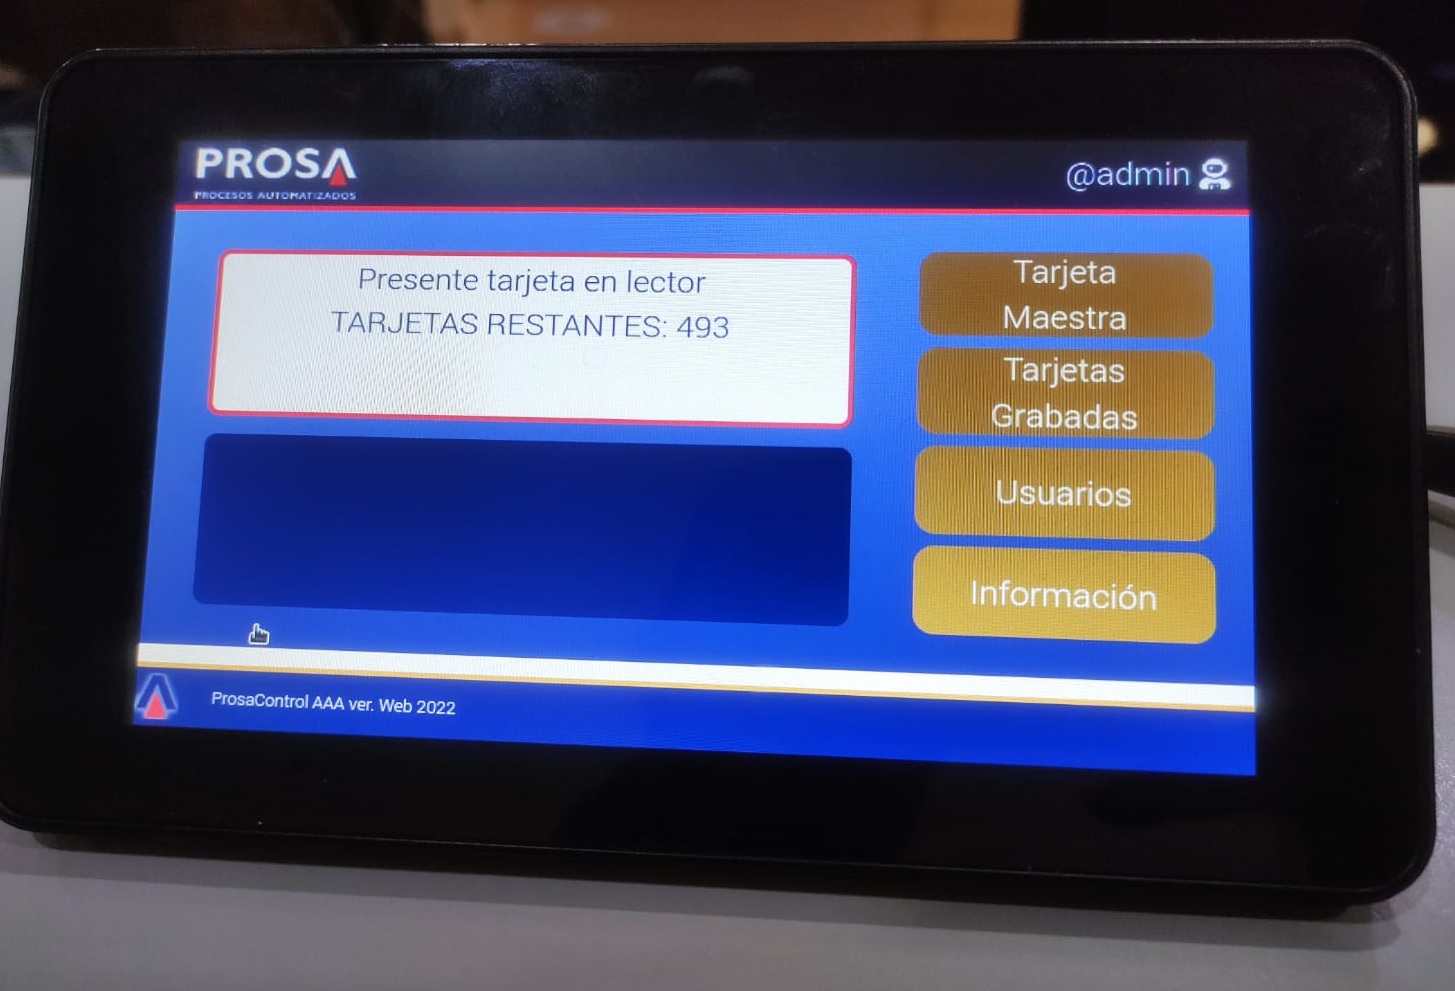 PROSA
PROCESOS AUTOMATIZADOS
@admin
Presente tarjeta en lector
TARJETAS RESTANTES: 493
Tarjeta
Maestra
Tarjetas
Grabadas
Usuarios
Información
ProsaControl AAA ver. Web 2022